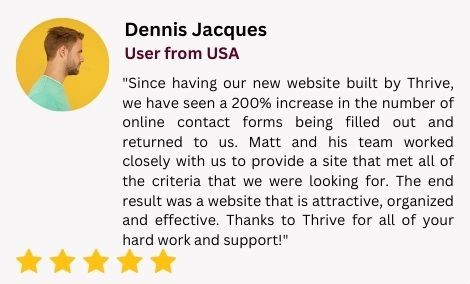 Dennis Jacques
User from USA
"Since having our new website built by Thrive,
we have seen a 200% increase in the number of
online contact forms being filled out and
returned to us. Matt and his team worked
closely with us to provide a site that met all of
the criteria that we were looking for. The end
result was a website that is attractive, organized
and effective. Thanks to Thrive for all of your
hard work and support!"